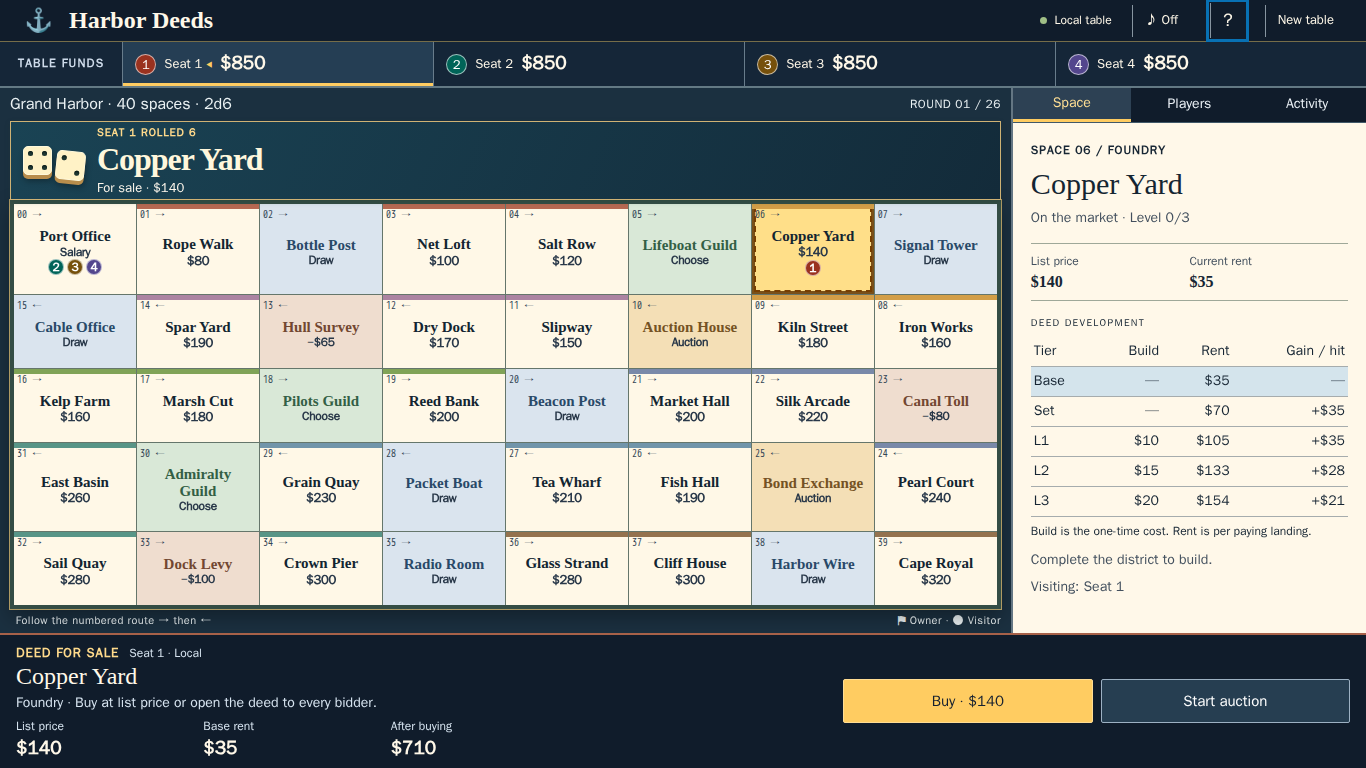 ⚓ Harbor Deeds
Local table
♪ Off
?
New table
TABLE FUNDS
1 Seat 1 ◂ $850
2 Seat 2 $850
3 Seat 3 $850
4 Seat 4 $850
Grand Harbor · 40 spaces · 2d6
ROUND 01 / 26
SEAT 1 ROLLED 6
Copper Yard
For sale · $140
00 →
Port Office
Salary
2 3 4
01 →
Rope Walk
$80
02 →
Bottle Post
Draw
03 →
Net Loft
$100
04 →
Salt Row
$120
05 →
Lifeboat Guild
Choose
06 →
Copper Yard
$140
1
07 →
Signal Tower
Draw
15 ←
Cable Office
Draw
14 ←
Spar Yard
$190
13 ←
Hull Survey
−$65
12 ←
Dry Dock
$170
11 ←
Slipway
$150
10 ←
Auction House
Auction
09 ←
Kiln Street
$180
08 ←
Iron Works
$160
16 →
Kelp Farm
$160
17 →
Marsh Cut
$180
18 →
Pilots Guild
Choose
19 →
Reed Bank
$200
20 →
Beacon Post
Draw
21 →
Market Hall
$200
22 →
Silk Arcade
$220
23 →
Canal Toll
−$80
31 ←
East Basin
$260
30 ←
Admiralty
Guild
Choose
29 ←
Grain Quay
$230
28 ←
Packet Boat
Draw
27 ←
Tea Wharf
$210
26 ←
Fish Hall
$190
25 ←
Bond Exchange
Auction
24 ←
Pearl Court
$240
32 →
Sail Quay
$280
33 →
Dock Levy
−$100
34 →
Crown Pier
$300
35 →
Radio Room
Draw
36 →
Glass Strand
$280
37 →
Cliff House
$300
38 →
Harbor Wire
Draw
39 →
Cape Royal
$320
Follow the numbered route → then ←
Owner · Visitor
Space
Players
Activity
SPACE 06 / FOUNDRY
Copper Yard
On the market · Level 0/3
List price
$140
Current rent
$35
DEED DEVELOPMENT
Tier Build Rent Gain / hit
Base — $35 —
Set — $70 +$35
L1 $10 $105 +$35
L2 $15 $133 +$28
L3 $20 $154 +$21
Build is the one-time cost. Rent is per paying landing.
Complete the district to build.
Visiting: Seat 1
DEED FOR SALE Seat 1 · Local
Copper Yard
Foundry · Buy at list price or open the deed to every bidder.
List price
$140
Base rent
$35
After buying
$710
Buy · $140
Start auction